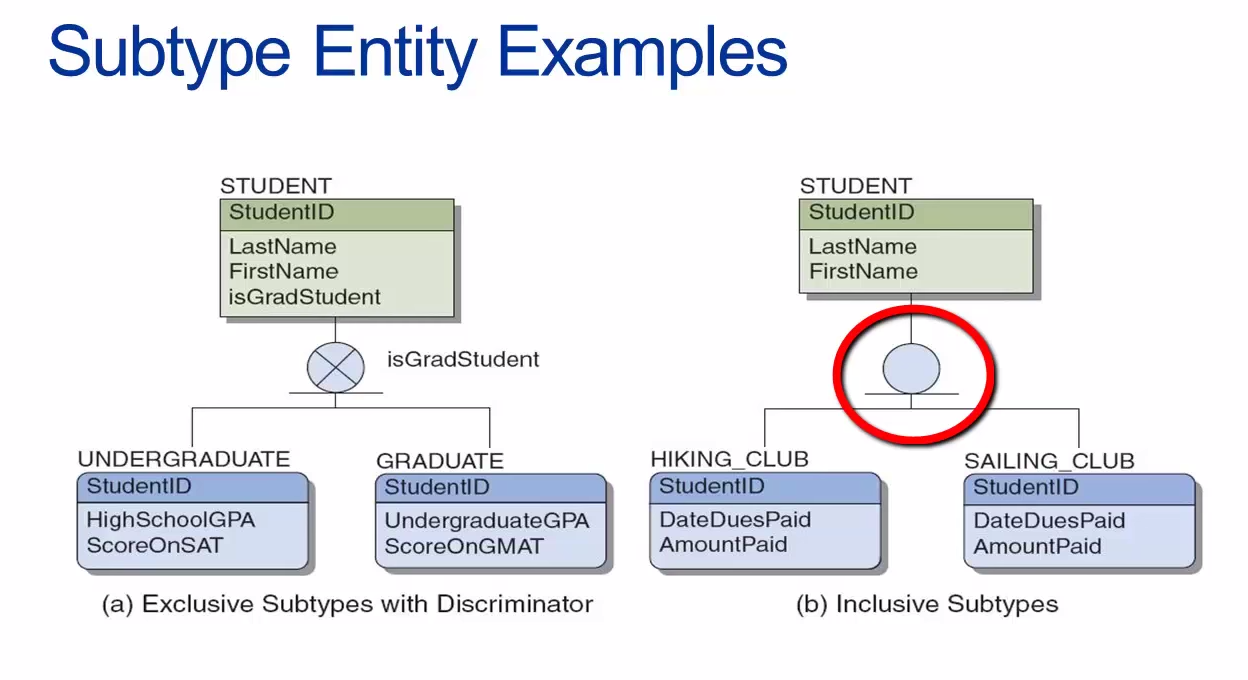 Subtype Entity Examples
STUDENT
StudentID
LastName
FirstName
isGradStudent
isGradStudent
UNDERGRADUATE
StudentID
HighSchoolGPA
ScoreOnSAT
GRADUATE
StudentID
UndergraduateGPA
ScoreOnGMAT
(a) Exclusive Subtypes with Discriminator
STUDENT
StudentID
LastName
FirstName
HIKING_CLUB
StudentID
DateDuesPaid
AmountPaid
SAILING_CLUB
StudentID
DateDuesPaid
AmountPaid
(b) Inclusive Subtypes